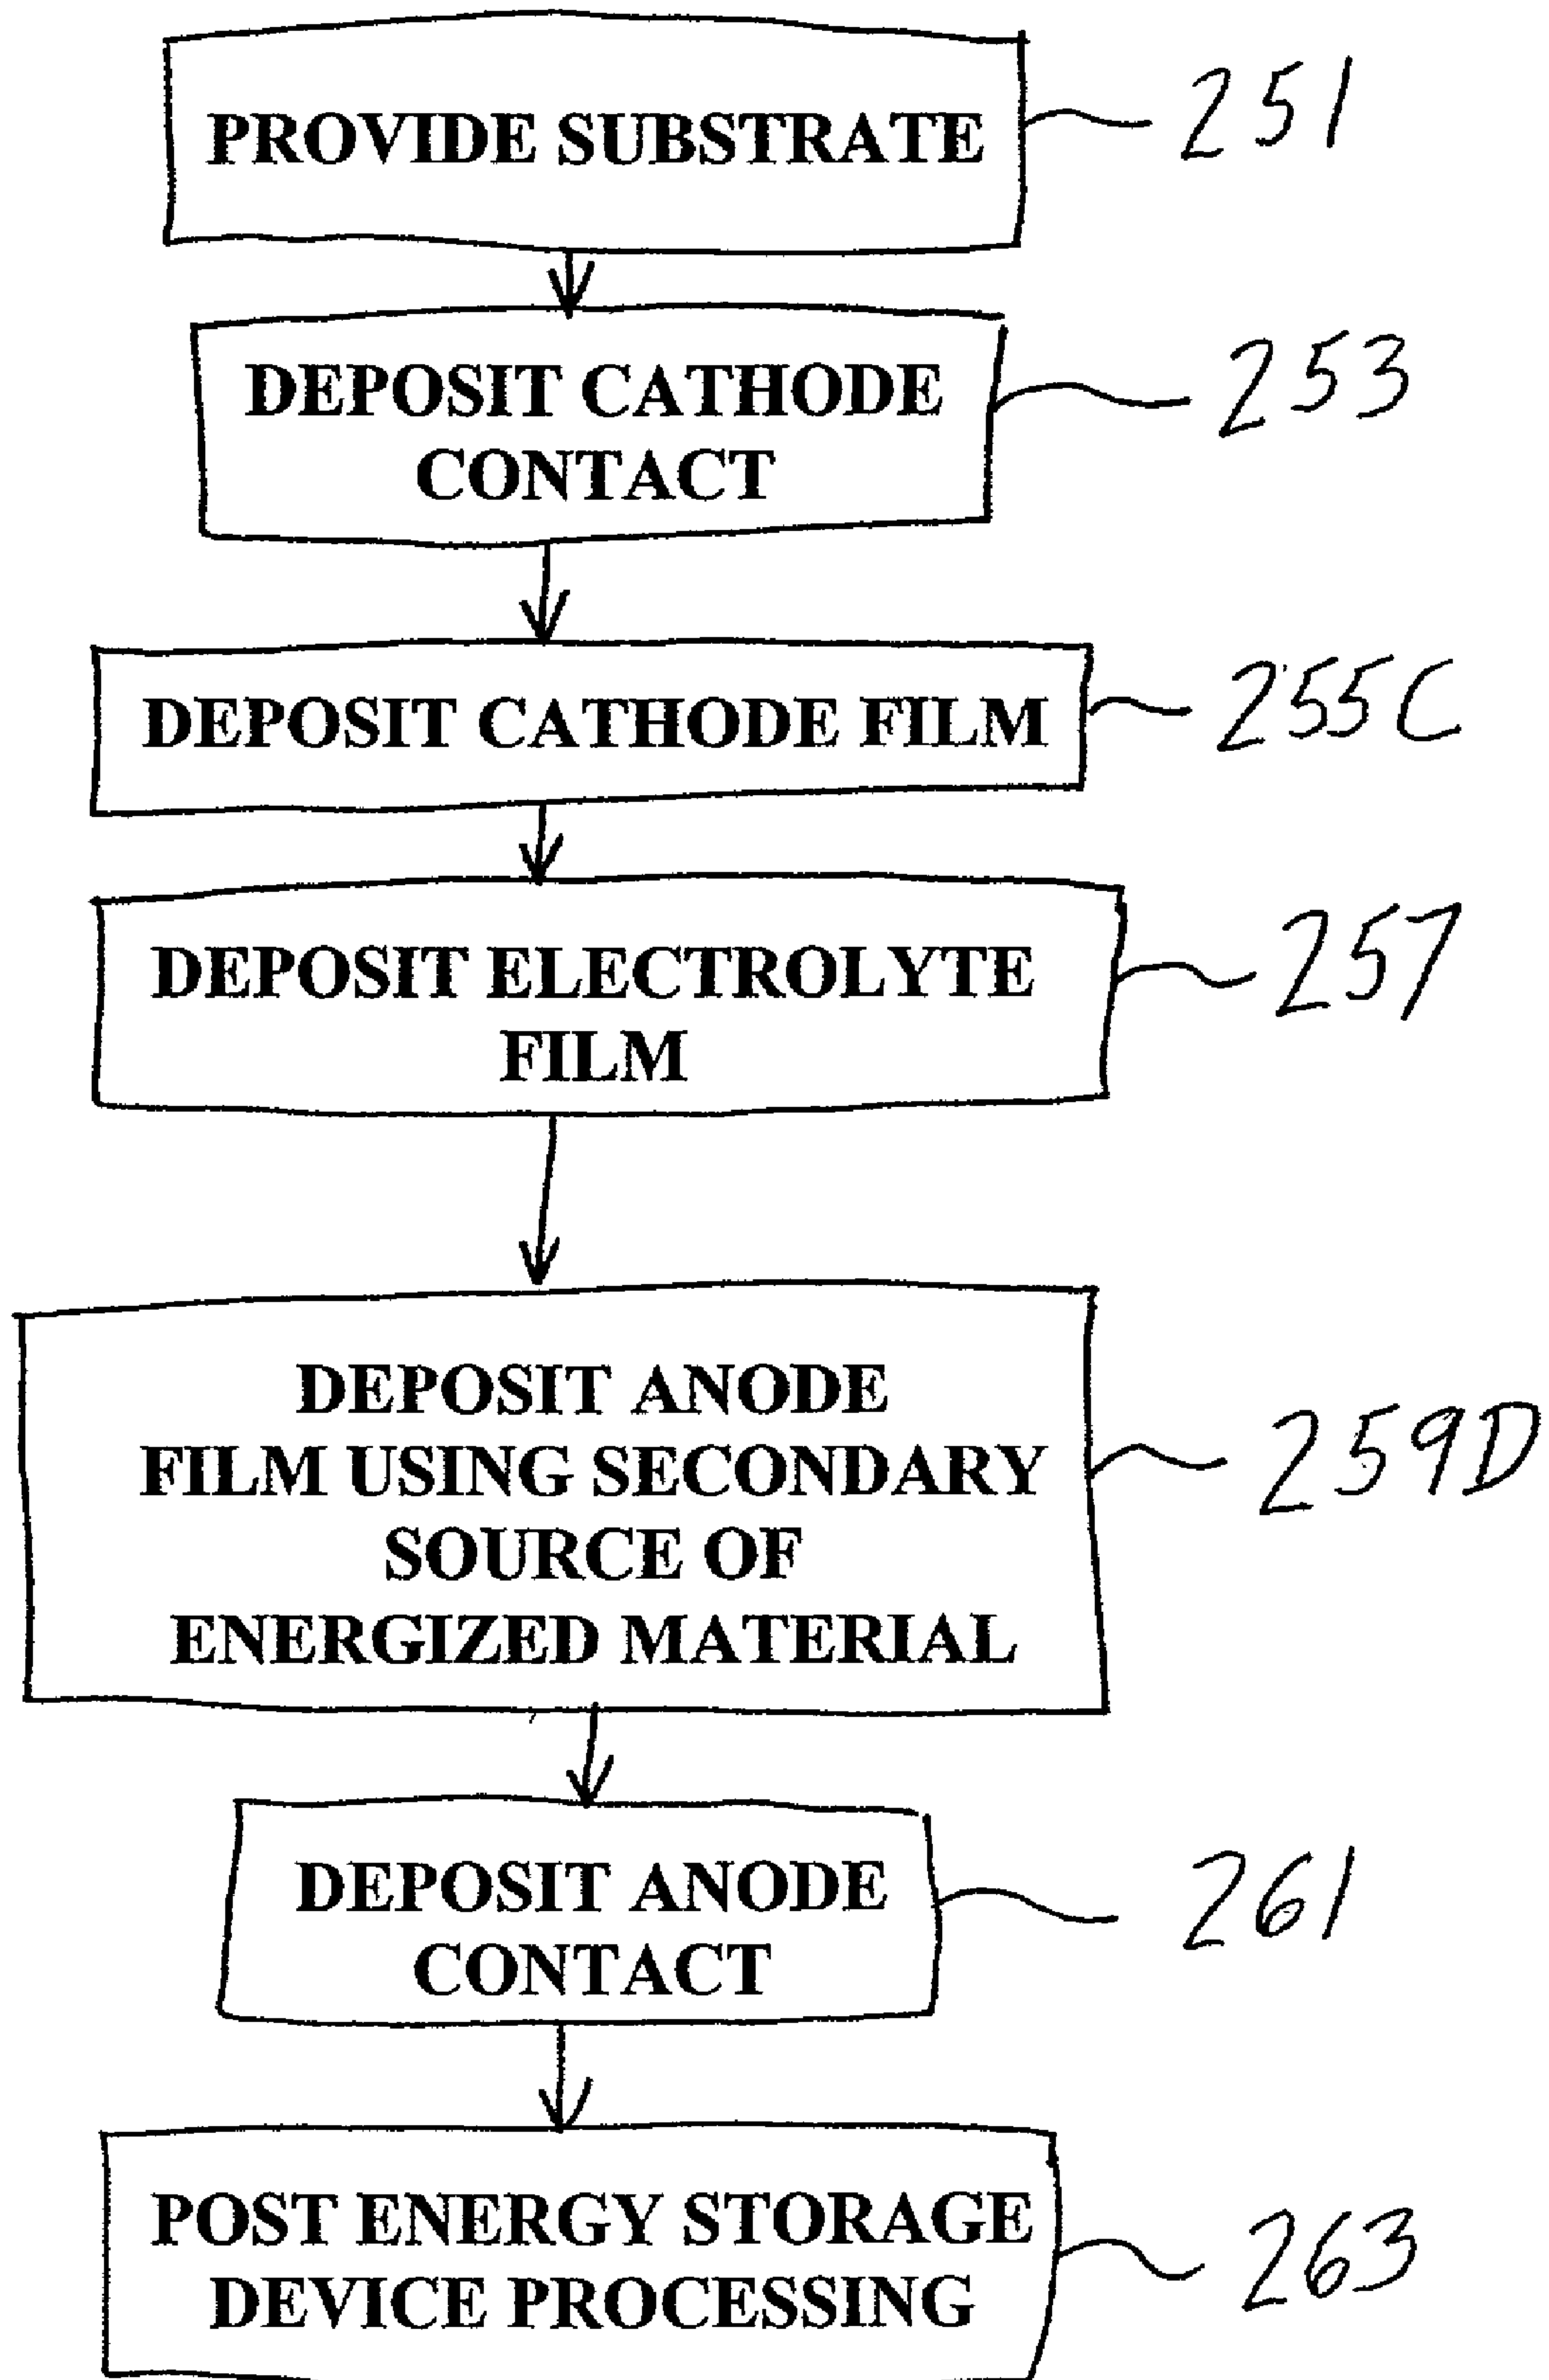 PROVIDE SUBSTRATE
251
DEPOSIT CATHODE
CONTACT
253
DEPOSIT CATHODE FILM
255C
DEPOSIT ELECTROLYTE
FILM
257
DEPOSIT ANODE
FILM USING SECONDARY
SOURCE OF
ENERGIZED MATERIAL
259D
DEPOSIT ANODE
CONTACT
261
POST ENERGY STORAGE
DEVICE PROCESSING
263